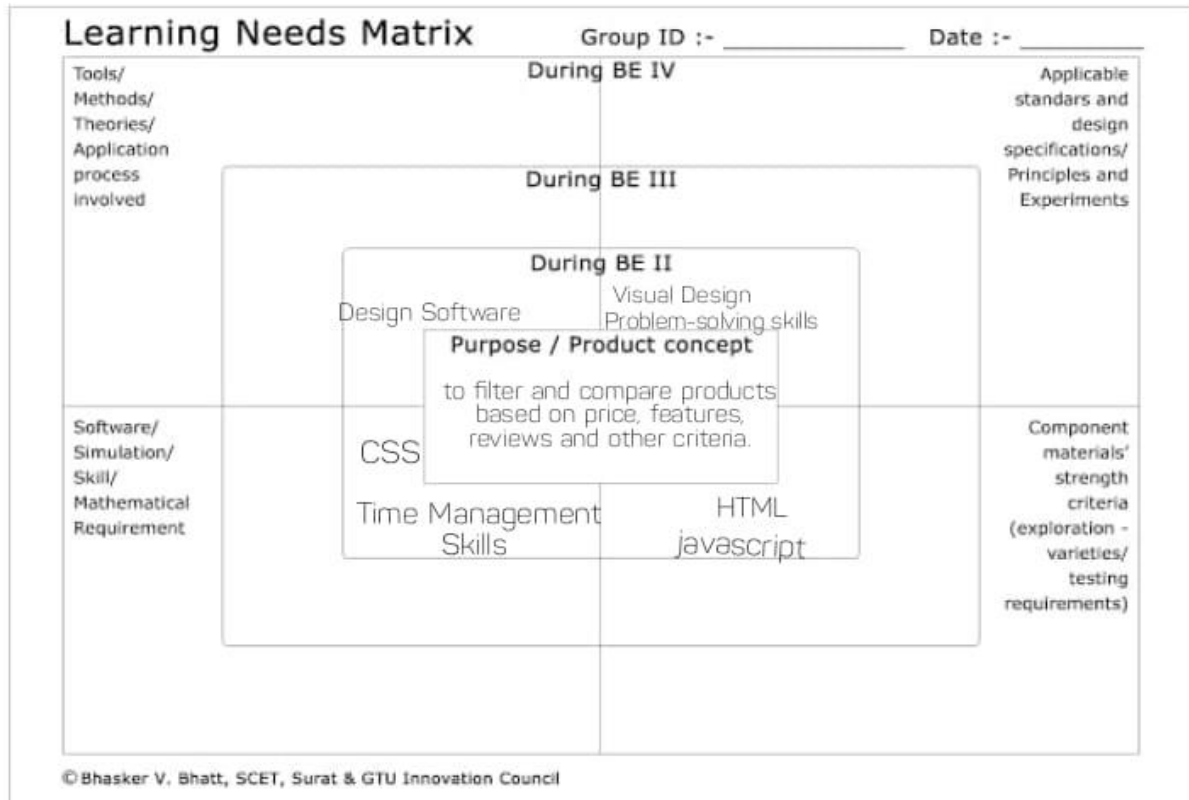 Learning Needs Matrix
Group ID :- _______________ Date :- __________
During BE IV
Tools/
Methods/
Theories/
Application
process
involved
Applicable
standars and
design
specifications/
Principles and
Experiments
During BE III
During BE II
Design Software
Visual Design
Problem-solving skills
Purpose / Product concept
to filter and compare products
based on price, features,
reviews and other criteria.
Software/
Simulation/
Skill/
Mathematical
Requirement
CSS
Time Management
Skills
HTML
javascript
Component
materials'
strength
criteria
(exploration -
varieties/
testing
requirements)
© Bhasker V. Bhatt, SCET, Surat & GTU Innovation Council